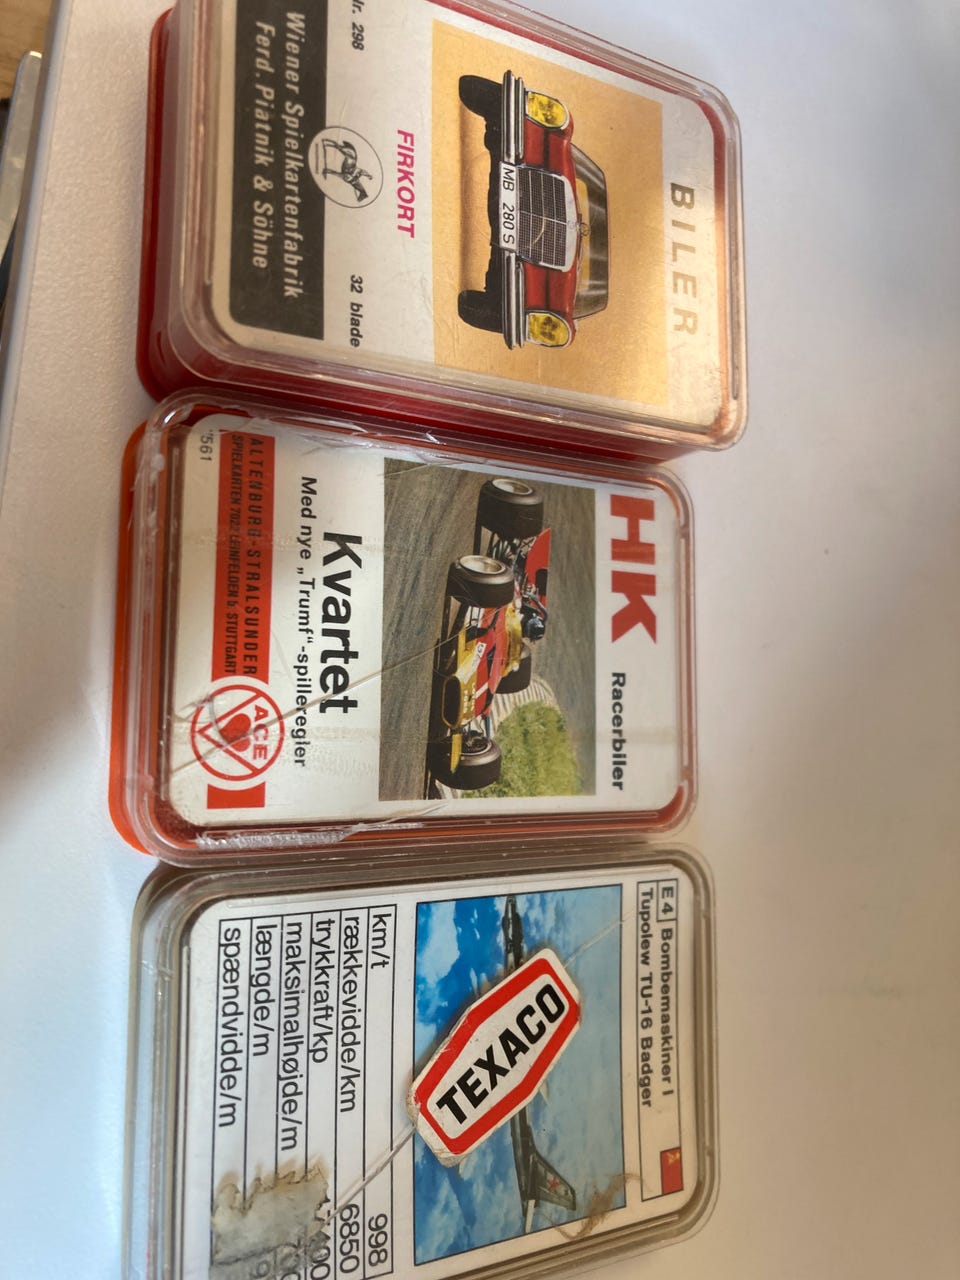 BILER
MB 280 S
FIRKORT
Nr. 298
32 blade
Wiener Spielkartenfabrik
Ferd. Piatnik & Söhne
HK
Racerbiler
Kvartet
Med nye „Trumf“-spilleregler
ALTENBURG-STRALSUNDER
SPIELKARTEN 7022 LEINFELDEN b. STUTTGART
ACE
561
E4 Bombemaskiner I
Tupolew TU-16 Badger
TEXACO
km/t 998
rækkevidde/km 6850
trykkraft/kp
maksimalhøjde/m
længde/m
spændvidde/m